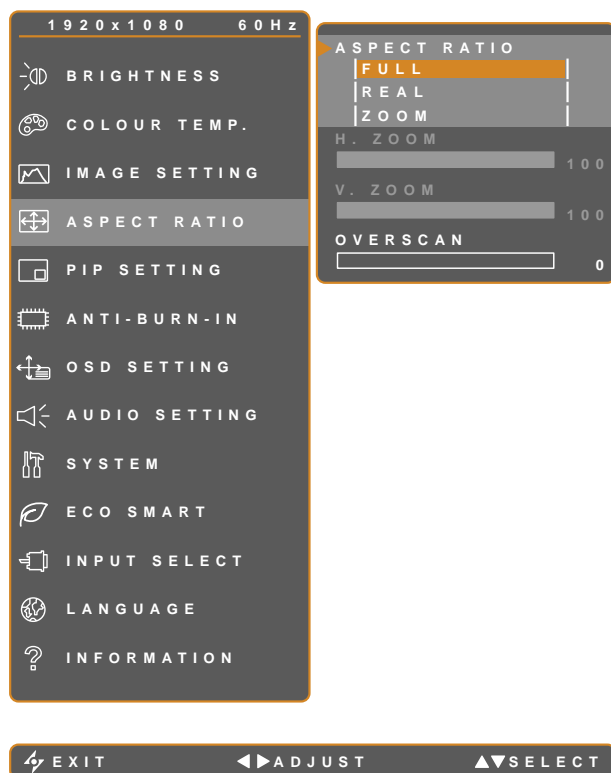 1920x1080 60Hz
BRIGHTNESS
COLOUR TEMP.
IMAGE SETTING
ASPECT RATIO
PIP SETTING
ANTI-BURN-IN
OSD SETTING
AUDIO SETTING
SYSTEM
ECO SMART
INPUT SELECT
LANGUAGE
INFORMATION
ASPECT RATIO
FULL
REAL
ZOOM
H. ZOOM
100
V. ZOOM
100
OVERSCAN
0
EXIT ADJUST SELECT